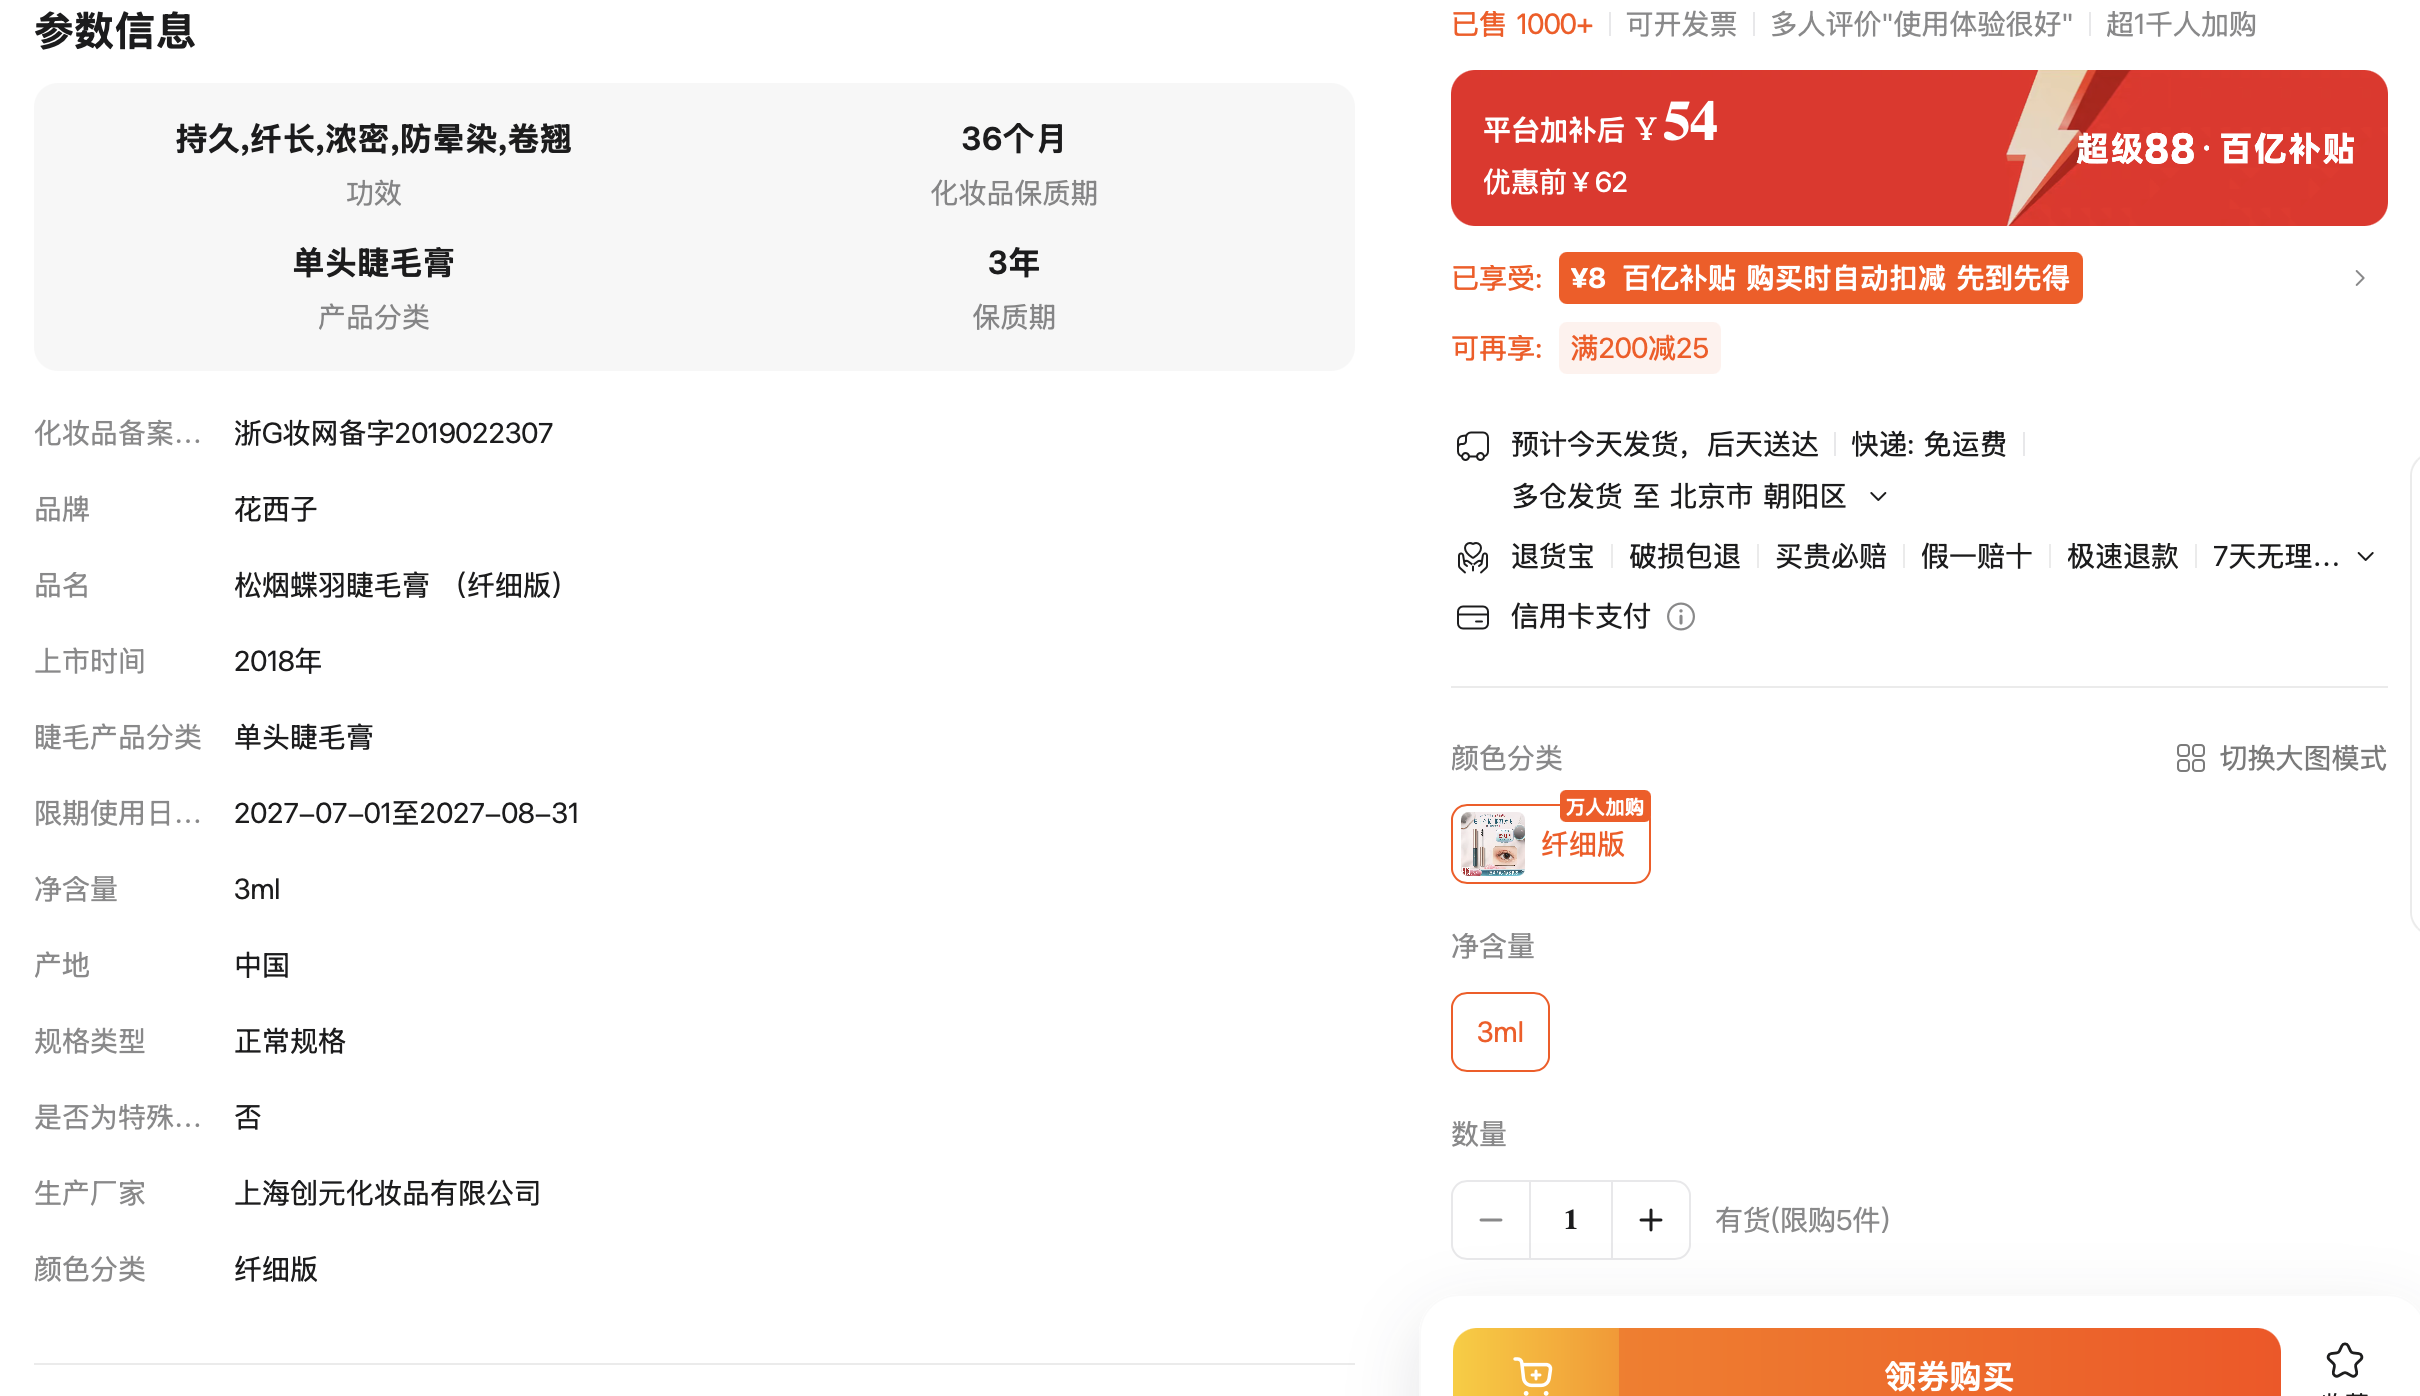 参数信息
持久,纤长,浓密,防晕染,卷翘
功效
36个月
化妆品保质期
单头睫毛膏
产品分类
3年
保质期
化妆品备案... 浙G妆网备字2019022307
品牌 花西子
品名 松烟蝶羽睫毛膏 （纤细版）
上市时间 2018年
睫毛产品分类 单头睫毛膏
限期使用日... 2027-07-01至2027-08-31
净含量 3ml
产地 中国
规格类型 正常规格
是否为特殊... 否
生产厂家 上海创元化妆品有限公司
颜色分类 纤细版
已售 1000+ 可开发票 多人评价"使用体验很好" 超1千人加购
平台加补后 ¥54
优惠前 ¥62
超级88·百亿补贴
已享受: ¥8 百亿补贴 购买时自动扣减 先到先得
可再享: 满200减25
预计今天发货，后天送达 快递: 免运费
多仓发货 至 北京市 朝阳区
退货宝 破损包退 买贵必赔 假一赔十 极速退款 7天无理...
信用卡支付
颜色分类 切换大图模式
万人加购
纤细版
净含量
3ml
数量
1 有货(限购5件)
领券购买